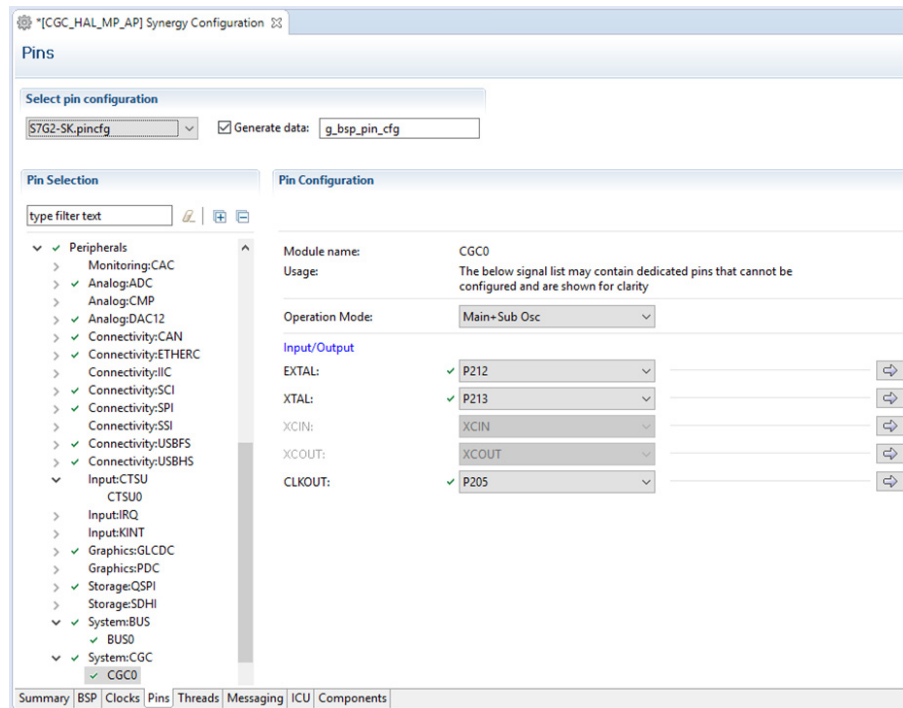 *[CGC_HAL_MP_AP] Synergy Configuration
Pins
Select pin configuration
S7G2-SK.pincfg
Generate data:
g_bsp_pin_cfg
Pin Selection
type filter text
Peripherals
Monitoring:CAC
Analog:ADC
Analog:CMP
Analog:DAC12
Connectivity:CAN
Connectivity:ETHERC
Connectivity:IIC
Connectivity:SCI
Connectivity:SPI
Connectivity:SSI
Connectivity:USBFS
Connectivity:USBHS
Input:CTSU
CTSU0
Input:IRQ
Input:KINT
Graphics:GLCDC
Graphics:PDC
Storage:QSPI
Storage:SDHI
System:BUS
BUS0
System:CGC
CGC0
Pin Configuration
Module name: CGC0
Usage: The below signal list may contain dedicated pins that cannot be
configured and are shown for clarity
Operation Mode: Main+Sub Osc
Input/Output
EXTAL: P212
XTAL: P213
XCIN: XCIN
XCOUT: XCOUT
CLKOUT: P205
Summary BSP Clocks Pins Threads Messaging ICU Components